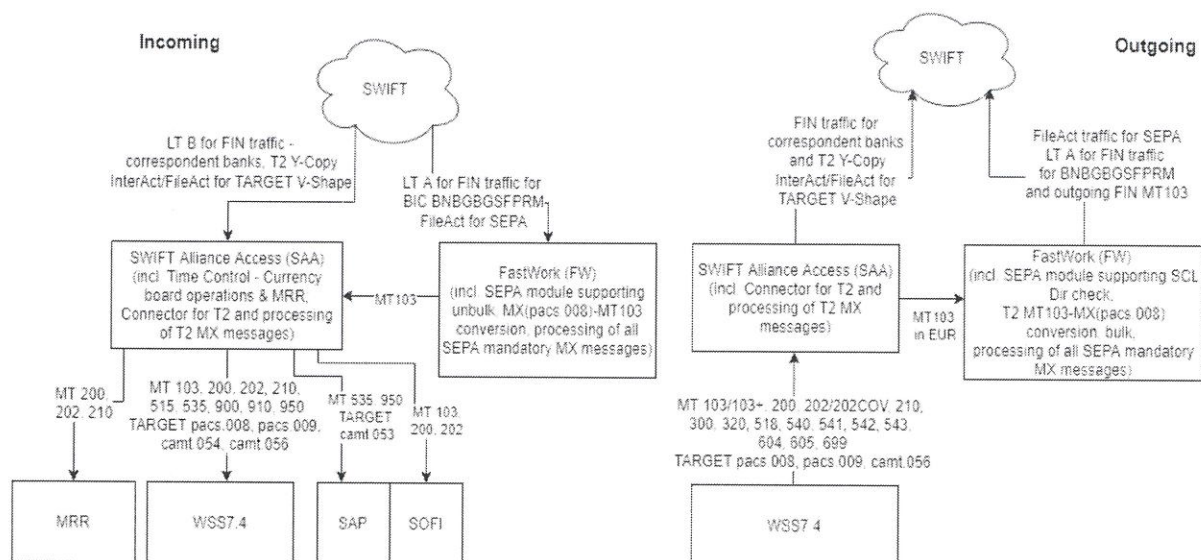 Incoming
SWIFT
LT B for FIN traffic -
correspondent banks, T2 Y-Copy
InterAct/FileAct for TARGET V-Shape
LT A for FIN traffic for
BIC BNBGBGSFPRM
FileAct for SEPA
SWIFT Alliance Access (SAA)
(incl. Time Control - Currency
board operations & MRR,
Connector for T2 and processing
of T2 MX messages)
MT103
FastWork (FW)
(incl. SEPA module supporting
unbulk, MX(pacs 008)-MT103
conversion, processing of all
SEPA mandatory MX messages)
MT 200,
202, 210
MT 103, 200, 202, 210,
515, 535, 900, 910, 950
TARGET pacs.008, pacs.009,
camt.054, camt.056
MT 535, 950
TARGET
camt 053
MT 103,
200, 202
MRR
WSS7.4
SAP
SOFI
Outgoing
SWIFT
FIN traffic for
correspondent banks
and T2 Y-Copy
InterAct/FileAct for
TARGET V-Shape
FileAct traffic for SEPA
LT A for FIN traffic
for BNBGBGSFPRM
and outgoing FIN MT103
SWIFT Alliance Access (SAA)
(incl. Connector for T2 and
processing of T2 MX
messages)
MT103
in EUR
FastWork (FW)
(incl. SEPA module supporting SCL
Dir check,
T2 MT103-MX(pacs 008)
conversion, bulk,
processing of all SEPA mandatory
MX messages)
MT 103/103+, 200, 202/202COV, 210,
300, 320, 518, 540, 541, 542, 543,
604, 605, 699
TARGET pacs 008, pacs 009, camt.056
WSS7 4